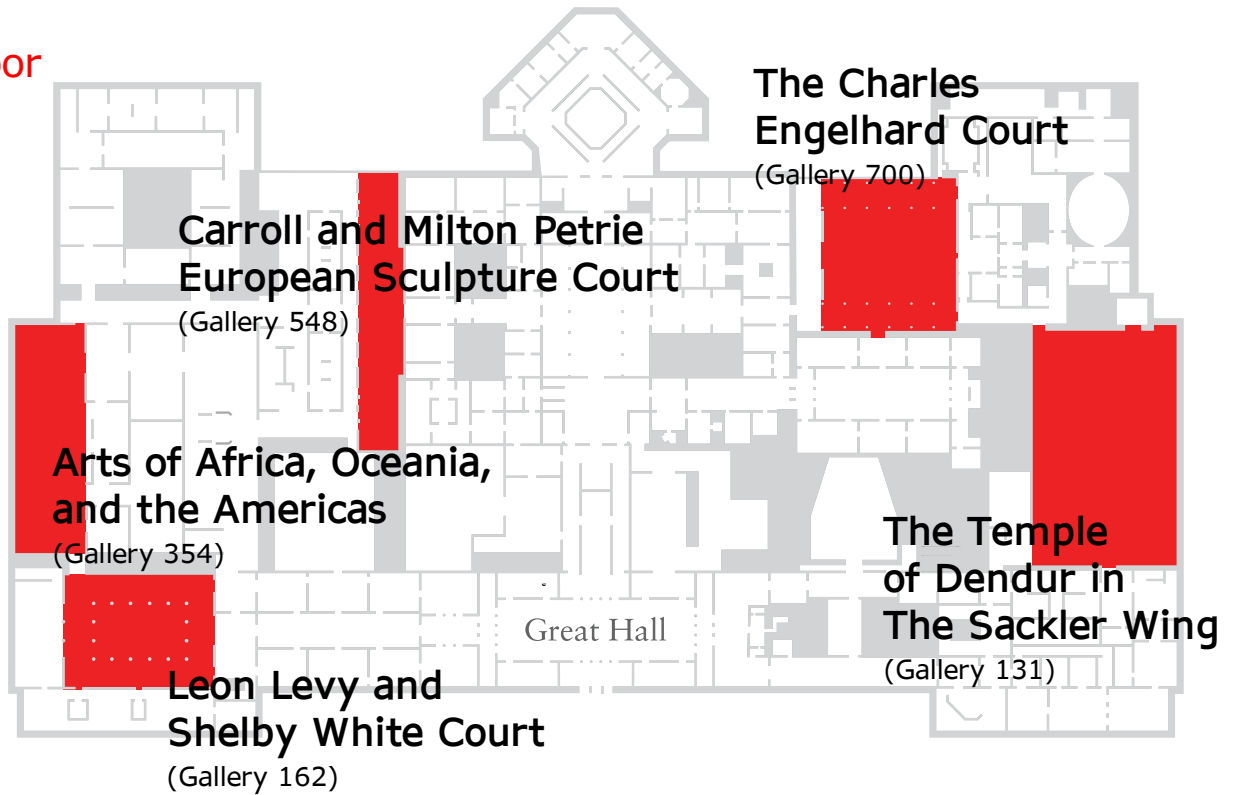 The Charles
Engelhard Court
(Gallery 700)
Carroll and Milton Petrie
European Sculpture Court
(Gallery 548)
Arts of Africa, Oceania,
and the Americas
(Gallery 354)
The Temple
of Dendur in
The Sackler Wing
(Gallery 131)
Great Hall
Leon Levy and
Shelby White Court
(Gallery 162)